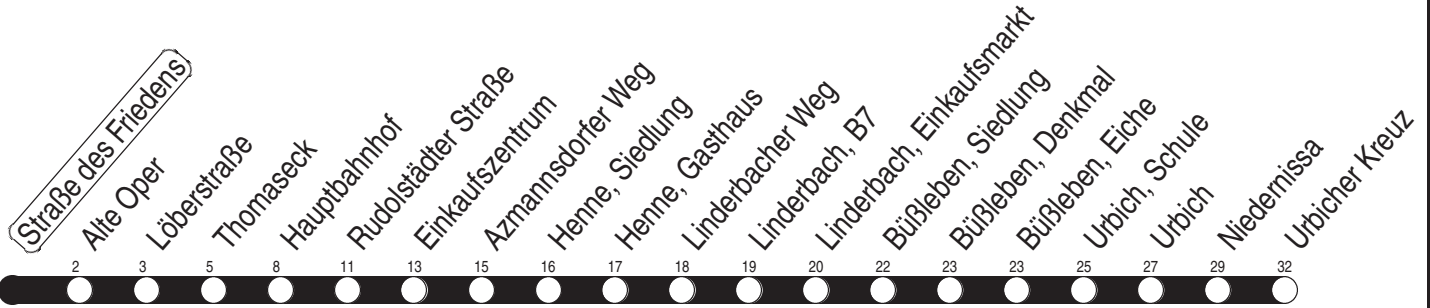 Straße des Friedens
Alte Oper
Löberstraße
Thomaseck
Hauptbahnhof
Rudolstädter Straße
Einkaufszentrum
Azmannsdorfer Weg
Henne, Siedlung
Henne, Gasthaus
Linderbacher Weg
Linderbach, B7
Linderbach, Einkaufsmarkt
Büßleben, Siedlung
Büßleben, Denkmal
Büßleben, Eiche
Urbich, Schule
Urbich
Niedernissa
Urbicher Kreuz
2 3 5 8 11 13 15 16 17 18 19 20 22 23 23 25 27 29 32